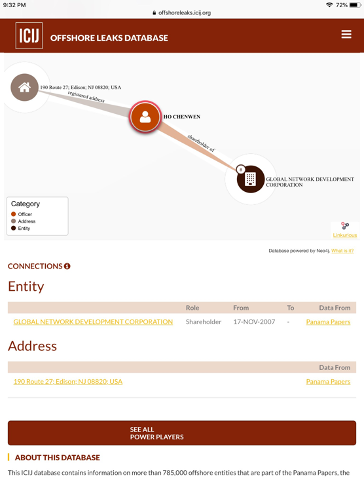 9:32 PM
offshoreleaks.icij.org
72%
ICIJ
OFFSHORE LEAKS DATABASE
190 Route 27; Edison; NJ 08820; USA
registered address
HO CHENWEN
shareholder of
GLOBAL NETWORK DEVELOPMENT
CORPORATION
Category
Officer
Address
Entity
Linkurious
Database powered by Neo4j. What is it?
CONNECTIONS
Entity
Role From To Data From
GLOBAL NETWORK DEVELOPMENT CORPORATION Shareholder 17-NOV-2007 - Panama Papers
Address
Data From
190 Route 27; Edison; NJ 08820; USA Panama Papers
SEE ALL
POWER PLAYERS
ABOUT THIS DATABASE
This ICIJ database contains information on more than 785,000 offshore entities that are part of the Panama Papers, the